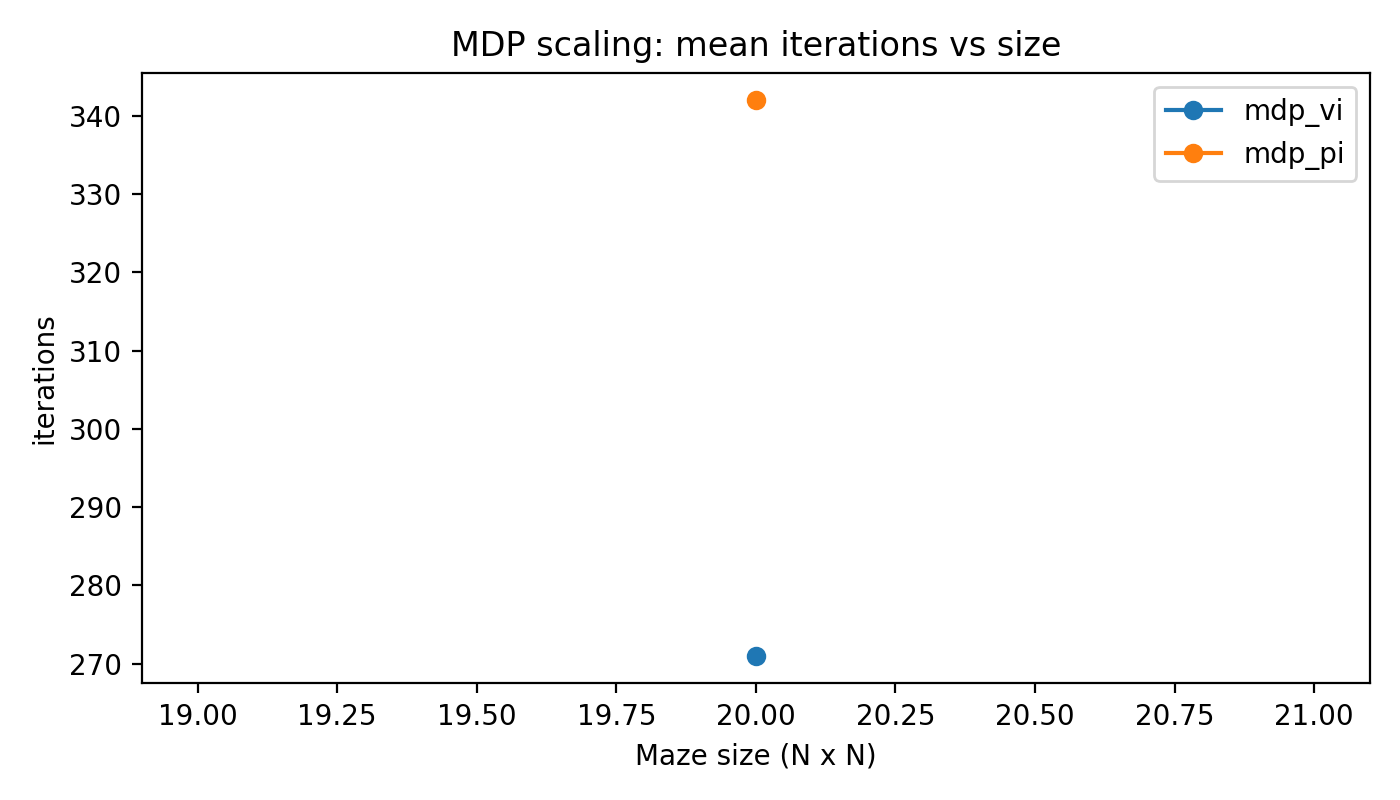 MDP scaling: mean iterations vs size
mdp_vi
mdp_pi
340
330
320
310
300
290
280
270
iterations
19.00 19.25 19.50 19.75 20.00 20.25 20.50 20.75 21.00
Maze size (N x N)